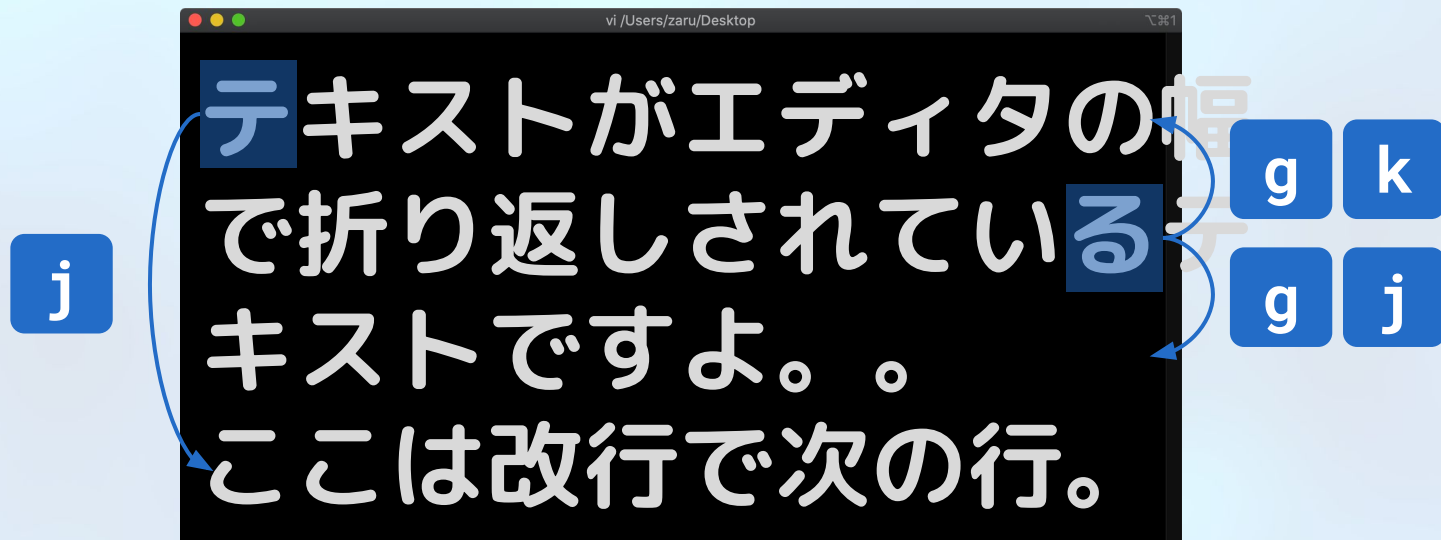 vi /Users/zaru/Desktop
⌥⌘1
テキストがエディタの幅
で折り返しされているテ
キストですよ。。
ここは改行で次の行。
j
g k
g j